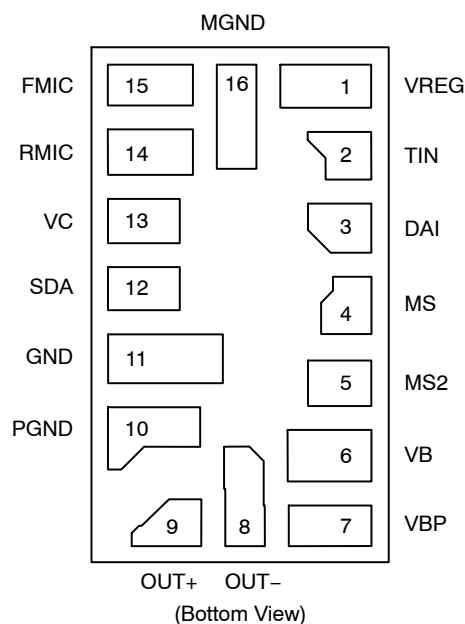 MGND
FMIC 15 16 1 VREG
RMIC 14 2 TIN
VC 13 3 DAI
SDA 12 4 MS
GND 11 5 MS2
PGND 10 6 VB
9 8 7 VBP
OUT+ OUT−
(Bottom View)